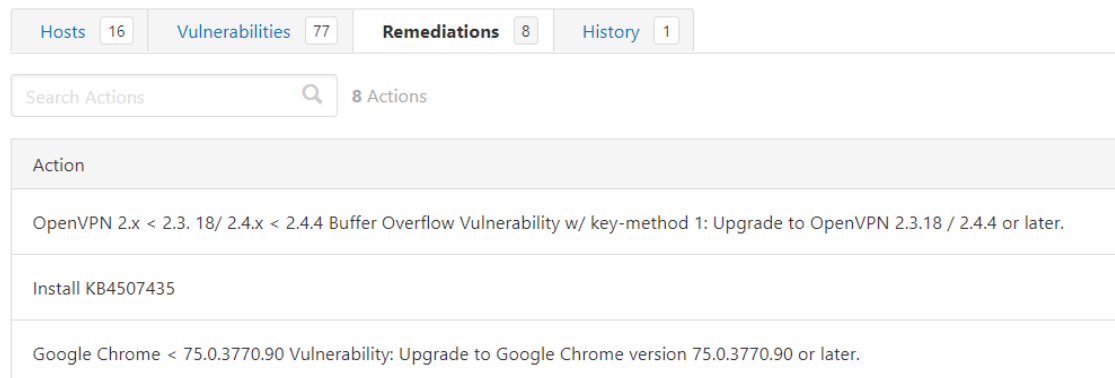 Hosts 16 Vulnerabilities 77 Remediations 8 History 1
Search Actions 8 Actions
Action
OpenVPN 2.x < 2.3. 18/ 2.4.x < 2.4.4 Buffer Overflow Vulnerability w/ key-method 1: Upgrade to OpenVPN 2.3.18 / 2.4.4 or later.
Install KB4507435
Google Chrome < 75.0.3770.90 Vulnerability: Upgrade to Google Chrome version 75.0.3770.90 or later.